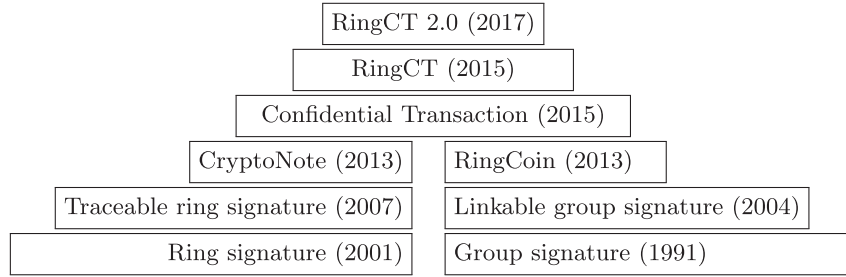 RingCT 2.0 (2017)
RingCT (2015)
Confidential Transaction (2015)
CryptoNote (2013) RingCoin (2013)
Traceable ring signature (2007) Linkable group signature (2004)
Ring signature (2001) Group signature (1991)